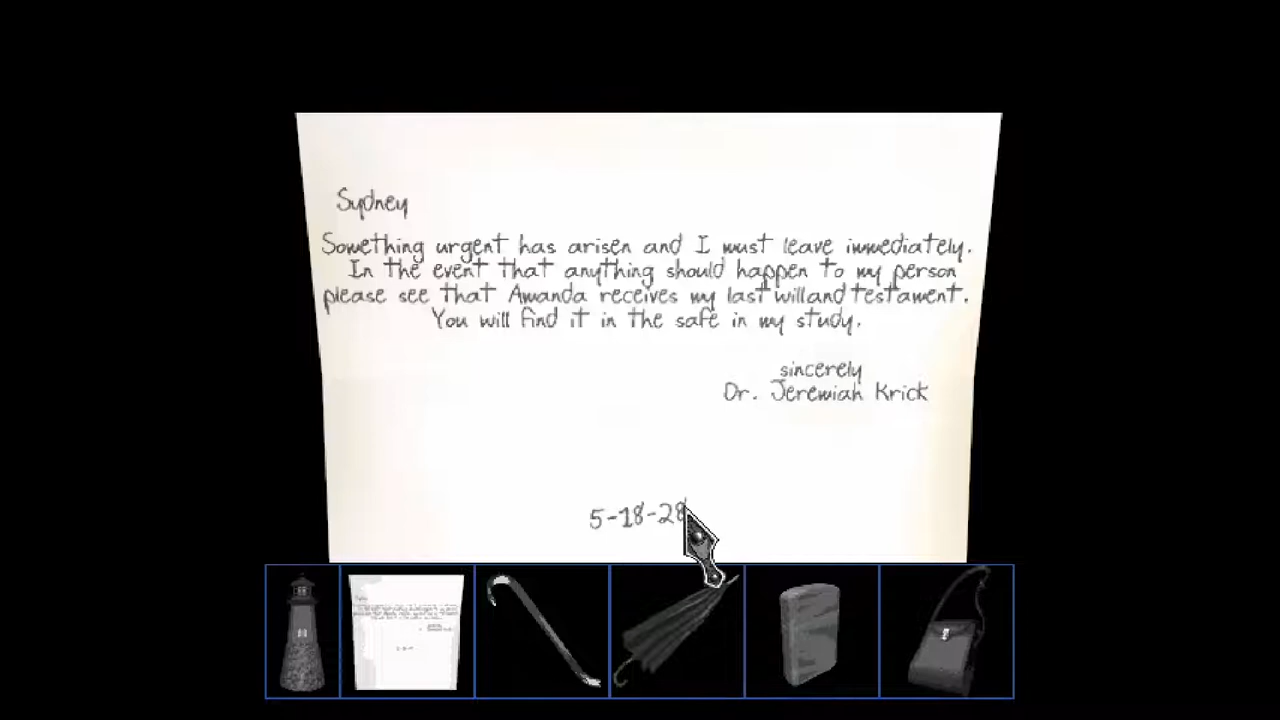 Sydney
Something urgent has arisen and I must leave immediately.
In the event that anything should happen to my person
please see that Amanda receives my last will and testament.
You will find it in the safe in my study.
sincerely
Dr. Jeremiah Krick
5-18-28